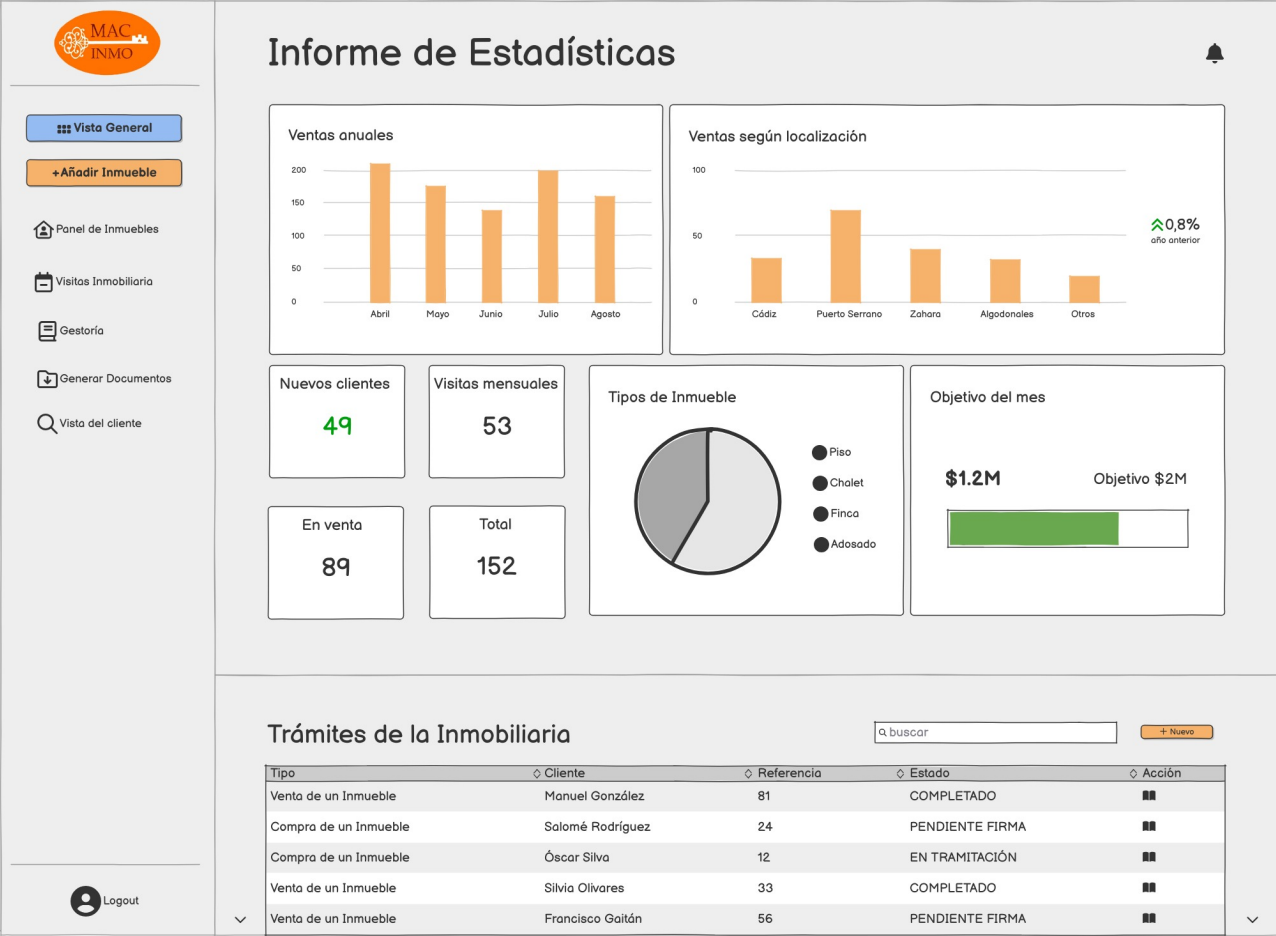 MAC
INMO
Vista General
+Añadir Inmueble
Panel de Inmuebles
Visitas Inmobiliaria
Gestoría
Generar Documentos
Vista del cliente
Logout
Informe de Estadísticas
Ventas anuales
200
150
100
50
0
Abril Mayo Junio Julio Agosto
Ventas según localización
100
50
0
Cádiz Puerto Serrano Zahara Algodonales Otros
0,8%
año anterior
Nuevos clientes
49
Visitas mensuales
53
En venta
89
Total
152
Tipos de Inmueble
Piso
Chalet
Finca
Adosado
Objetivo del mes
$1.2M Objetivo $2M
Trámites de la Inmobiliaria
buscar
+ Nuevo
Tipo Cliente Referencia Estado Acción
Venta de un Inmueble Manuel González 81 COMPLETADO
Compra de un Inmueble Salomé Rodríguez 24 PENDIENTE FIRMA
Compra de un Inmueble Óscar Silva 12 EN TRAMITACIÓN
Venta de un Inmueble Silvia Olivares 33 COMPLETADO
Venta de un Inmueble Francisco Gaitán 56 PENDIENTE FIRMA